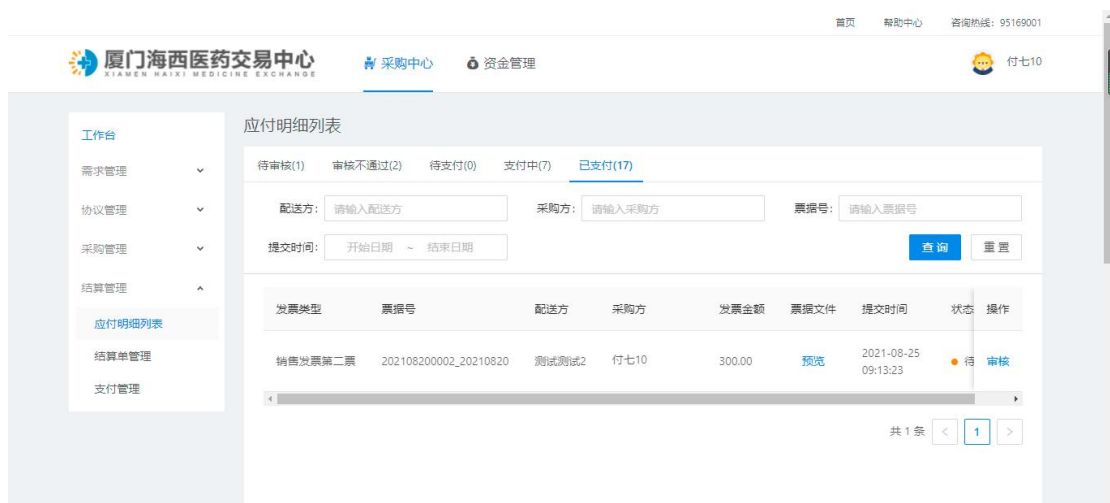 首页 帮助中心 咨询热线：95169001
厦门海西医药交易中心
XIAMEN HAIXI MEDICINE EXCHANGE
采购中心 资金管理 付七10
工作台
需求管理
协议管理
采购管理
结算管理
应付明细列表
结算单管理
支付管理
应付明细列表
待审核(1) 审核不通过(2) 待支付(0) 支付中(7) 已支付(17)
配送方： 请输入配送方 采购方： 请输入采购方 票据号： 请输入票据号
提交时间： 开始日期 ~ 结束日期 查询 重置
发票类型 票据号 配送方 采购方 发票金额 票据文件 提交时间 状态 操作
销售发票第二票 202108200002_20210820 测试测试2 付七10 300.00 预览 2021-08-25 09:13:23 待 审核
共 1 条 < 1 >